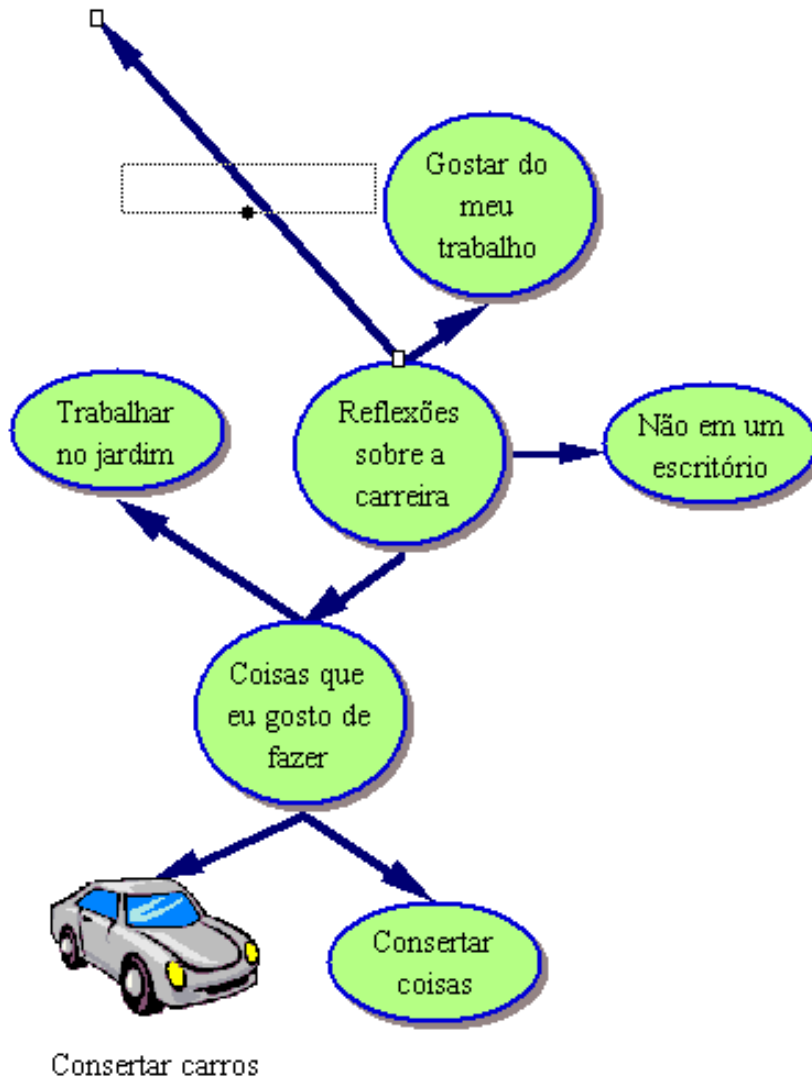 Gostar do
meu
trabalho
Trabalhar
no jardim
Reflexões
sobre a
carreira
Não em um
escritório
Coisas que
eu gosto de
fazer
Consertar
coisas
Consertar carros